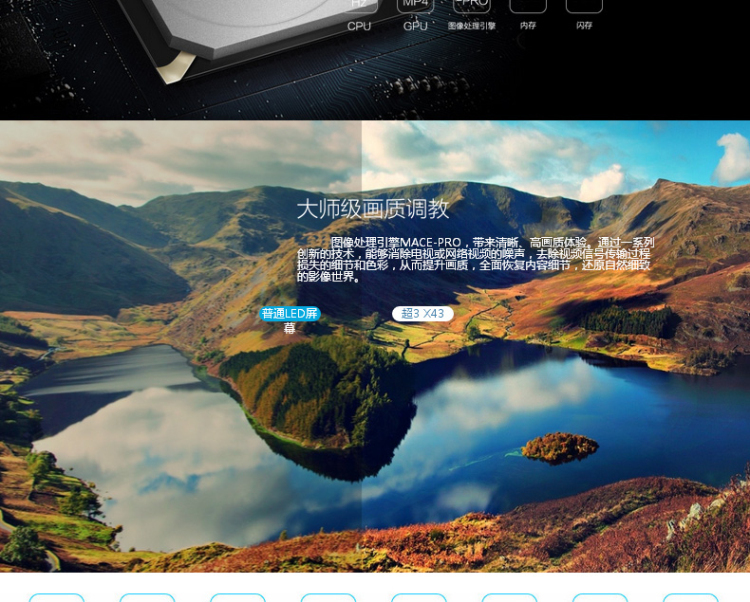 Hz MP4 -PRO
CPU GPU 图像处理引擎 内存 闪存
大师级画质调教
图像处理引擎MACE-PRO，带来清晰、高画质体验。通过一系列
创新的技术，能够消除电视或网络视频的噪声，去除视频信号传输过程
损失的细节和色彩，从而提升画质，全面恢复内容细节，还原自然细致
的影像世界。
普通LED屏 超3 X43
幕